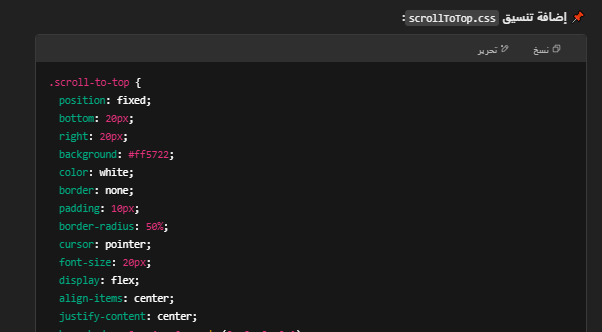 📌 إضافة تنسيق scrollToTop.css:
نسخ تحرير
.scroll-to-top {
position: fixed;
bottom: 20px;
right: 20px;
background: #ff5722;
color: white;
border: none;
padding: 10px;
border-radius: 50%;
cursor: pointer;
font-size: 20px;
display: flex;
align-items: center;
justify-content: center;